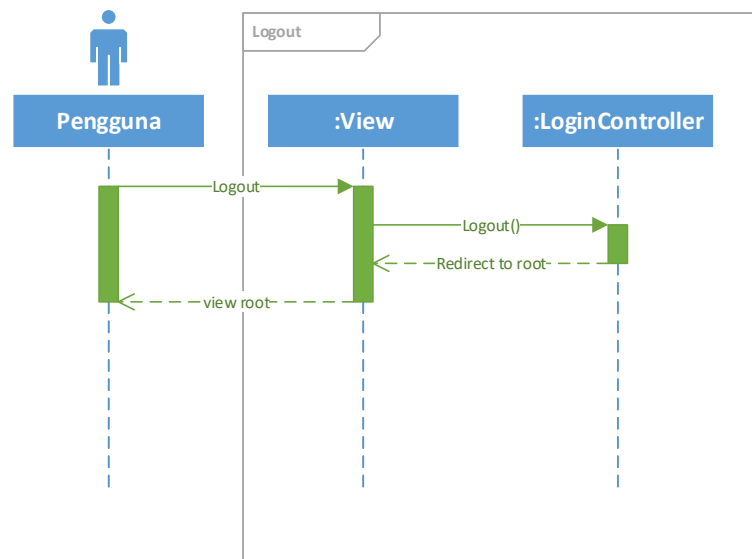 Logout
Pengguna
:View
:LoginController
Logout
Logout()
Redirect to root
view root